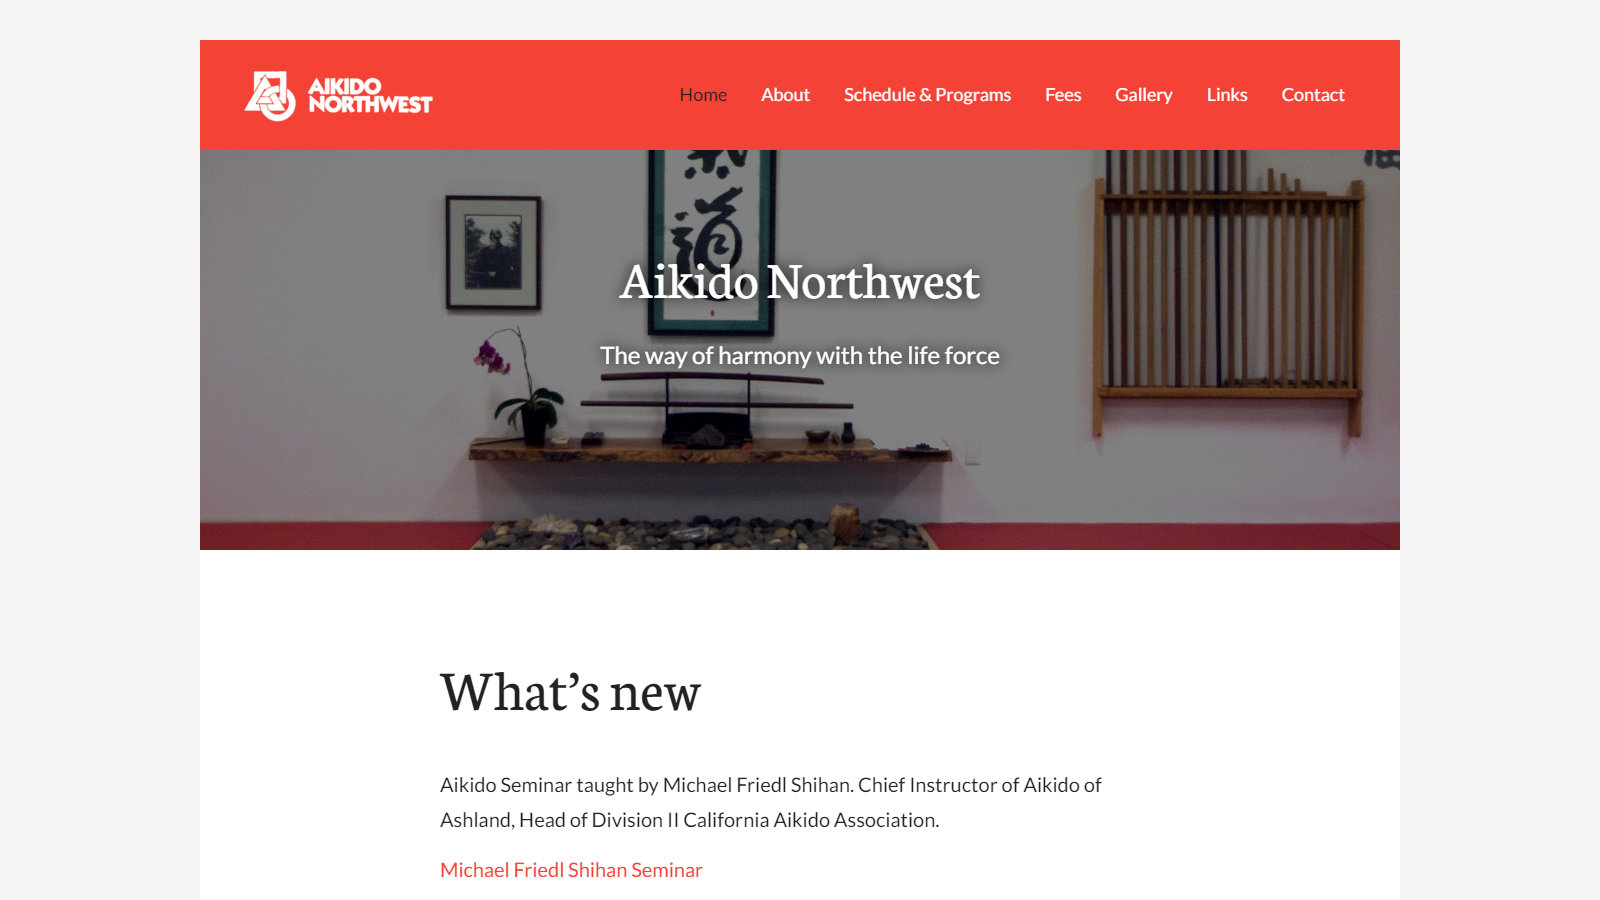 AIKIDO
NORTHWEST
Home About Schedule & Programs Fees Gallery Links Contact
氣
道
Aikido Northwest
The way of harmony with the life force
What’s new
Aikido Seminar taught by Michael Friedl Shihan. Chief Instructor of Aikido of
Ashland, Head of Division II California Aikido Association.
Michael Friedl Shihan Seminar